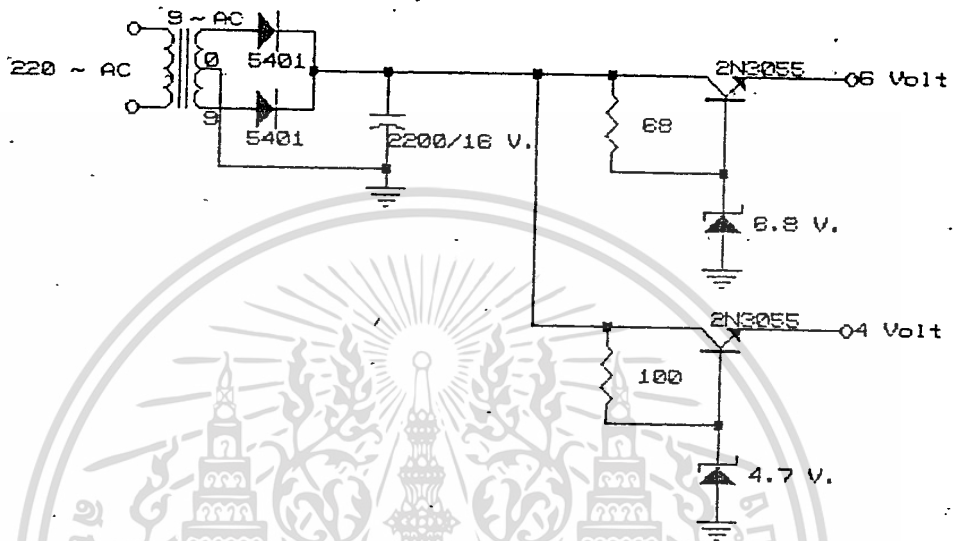 9 ~ AC
220 ~ AC
0
5401
9
5401
2200/16 V.
2N3055
6 Volt
68
6.8 V.
2N3055
4 Volt
100
4.7 V.